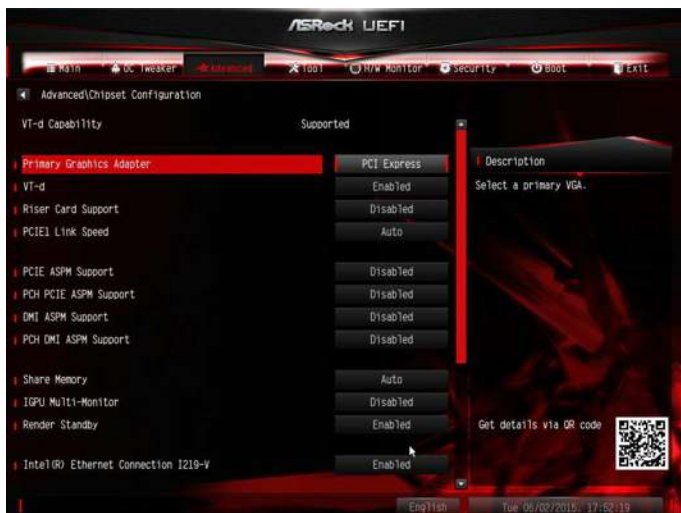 ASRock UEFI
Main OC Tweaker Advanced Tool H/W Monitor Security Boot Exit
Advanced\Chipset Configuration
VT-d Capability Supported
Primary Graphics Adapter PCI Express
VT-d Enabled
Riser Card Support Disabled
PCIE1 Link Speed Auto
PCIE ASPM Support Disabled
PCH PCIE ASPM Support Disabled
DMI ASPM Support Disabled
PCH DMI ASPM Support Disabled
Share Memory Auto
IGPU Multi-Monitor Disabled
Render Standby Enabled
Intel(R) Ethernet Connection I219-V Enabled
Description
Select a primary VGA.
Get details via QR code
English Tue 06/02/2015. 17:52:19